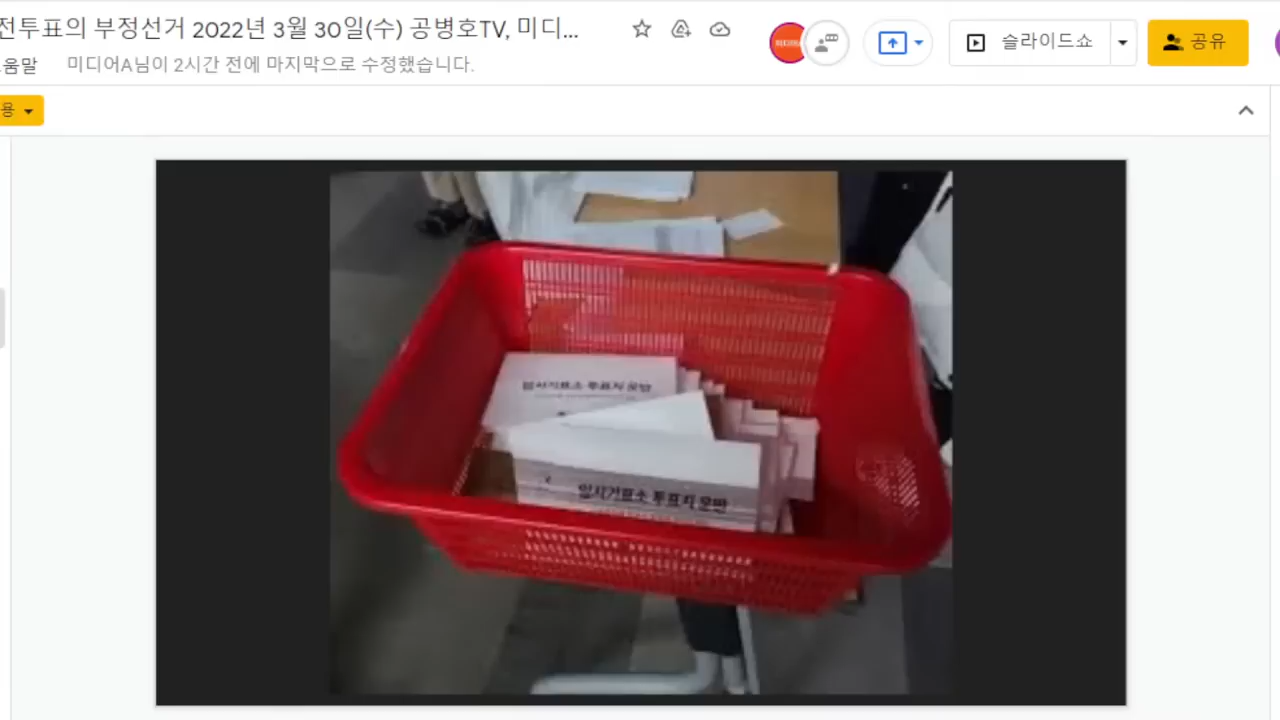 전투표의 부정선거 2022년 3월 30일(수) 공병호TV, 미디...
슬라이드쇼
공유
움말
미디어A님이 2시간 전에 마지막으로 수정했습니다.
용
임시기표소 투표지 운반
임시기표소 투표지 운반